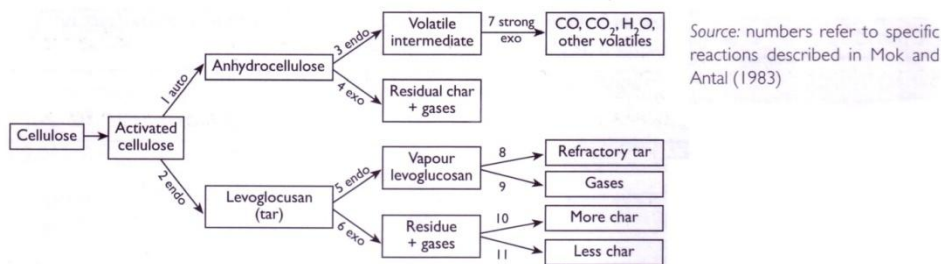 Cellulose
Activated
cellulose
1 auto
2 endo
Anhydrocellulose
3 endo
4 exo
Volatile
intermediate
7 strong
exo
CO, CO₂, H₂O,
other volatiles
Residual char
+ gases
Levoglocusan
(tar)
5 endo
6 exo
Vapour
levoglucosan
8
9
Refractory tar
Gases
Residue
+ gases
10
11
More char
Less char
Source: numbers refer to specific
reactions described in Mok and
Antal (1983)